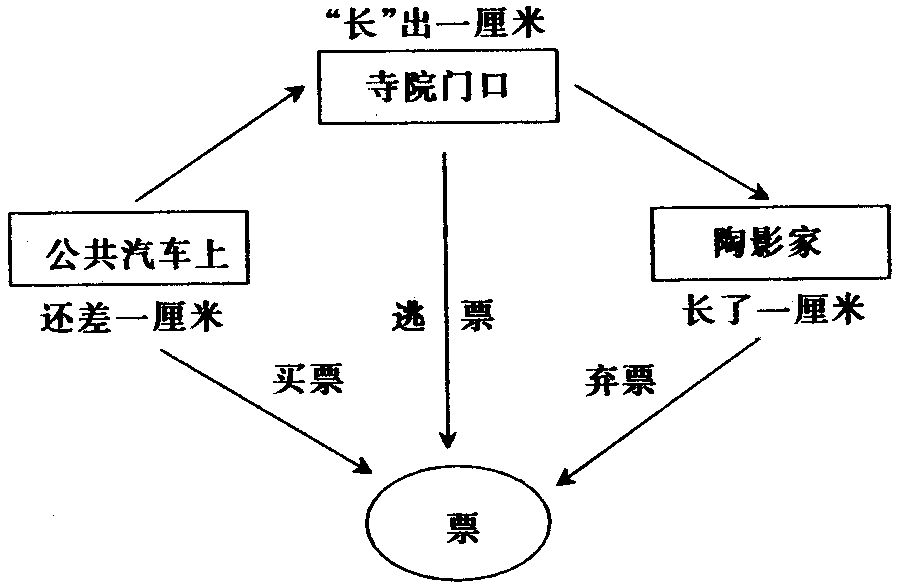 “长”出一厘米
寺院门口
公共汽车上
陶影家
还差一厘米
逃 票
长了一厘米
买票
弃票
票